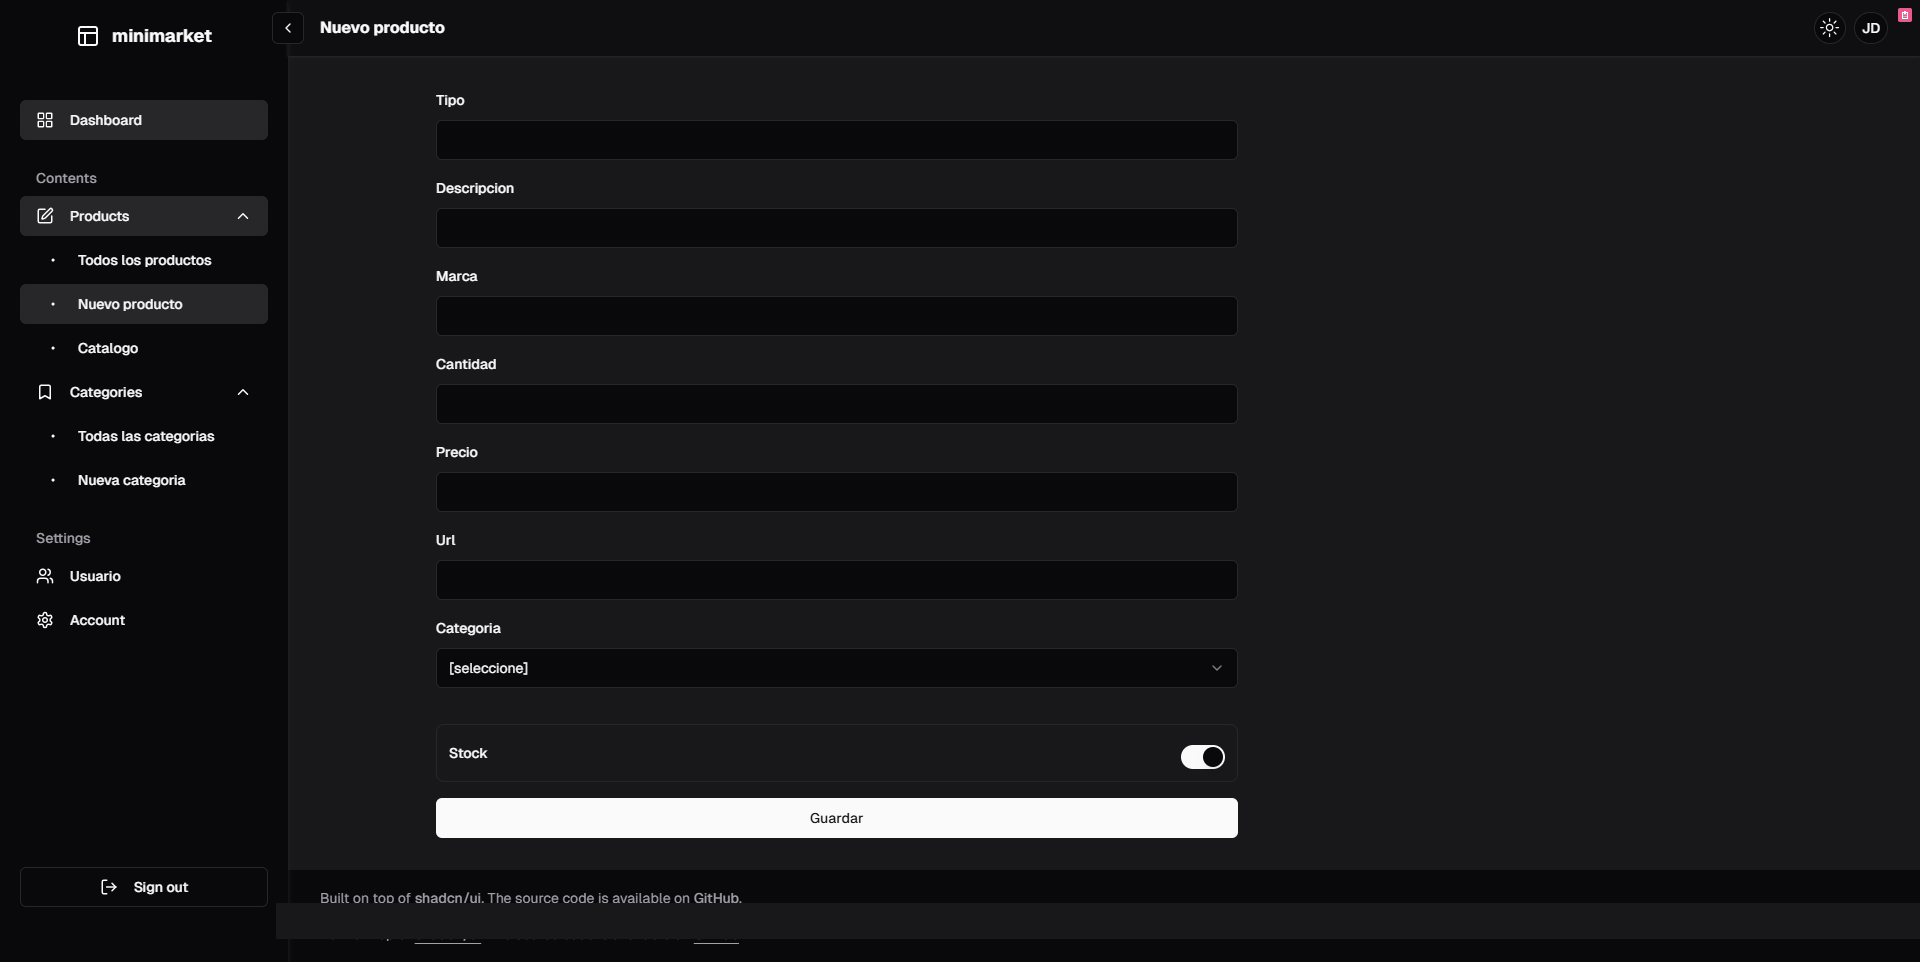 minimarket
Nuevo producto
JD
Dashboard
Contents
Products
Todos los productos
Nuevo producto
Catalogo
Categories
Todas las categorias
Nueva categoria
Settings
Usuario
Account
Sign out
Tipo
Descripcion
Marca
Cantidad
Precio
Url
Categoria
[seleccione]
Stock
Guardar
Built on top of shadcn/ui. The source code is available on GitHub.